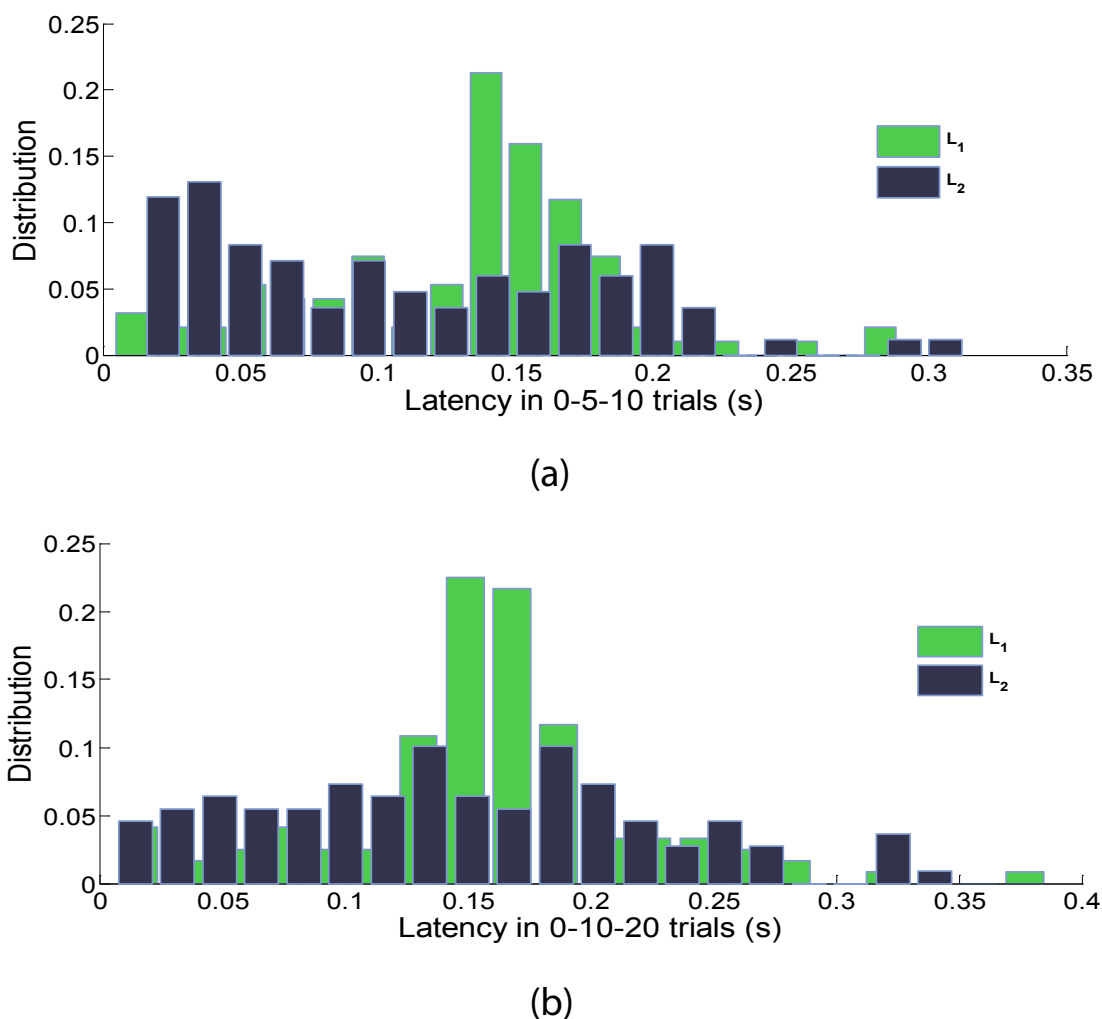 0.25
0.2
0.15
0.1
0.05
0
Distribution
L1
L2
0 0.05 0.1 0.15 0.2 0.25 0.3 0.35
Latency in 0-5-10 trials (s)
(a)
0.25
0.2
0.15
0.1
0.05
0
Distribution
L1
L2
0 0.05 0.1 0.15 0.2 0.25 0.3 0.35 0.4
Latency in 0-10-20 trials (s)
(b)